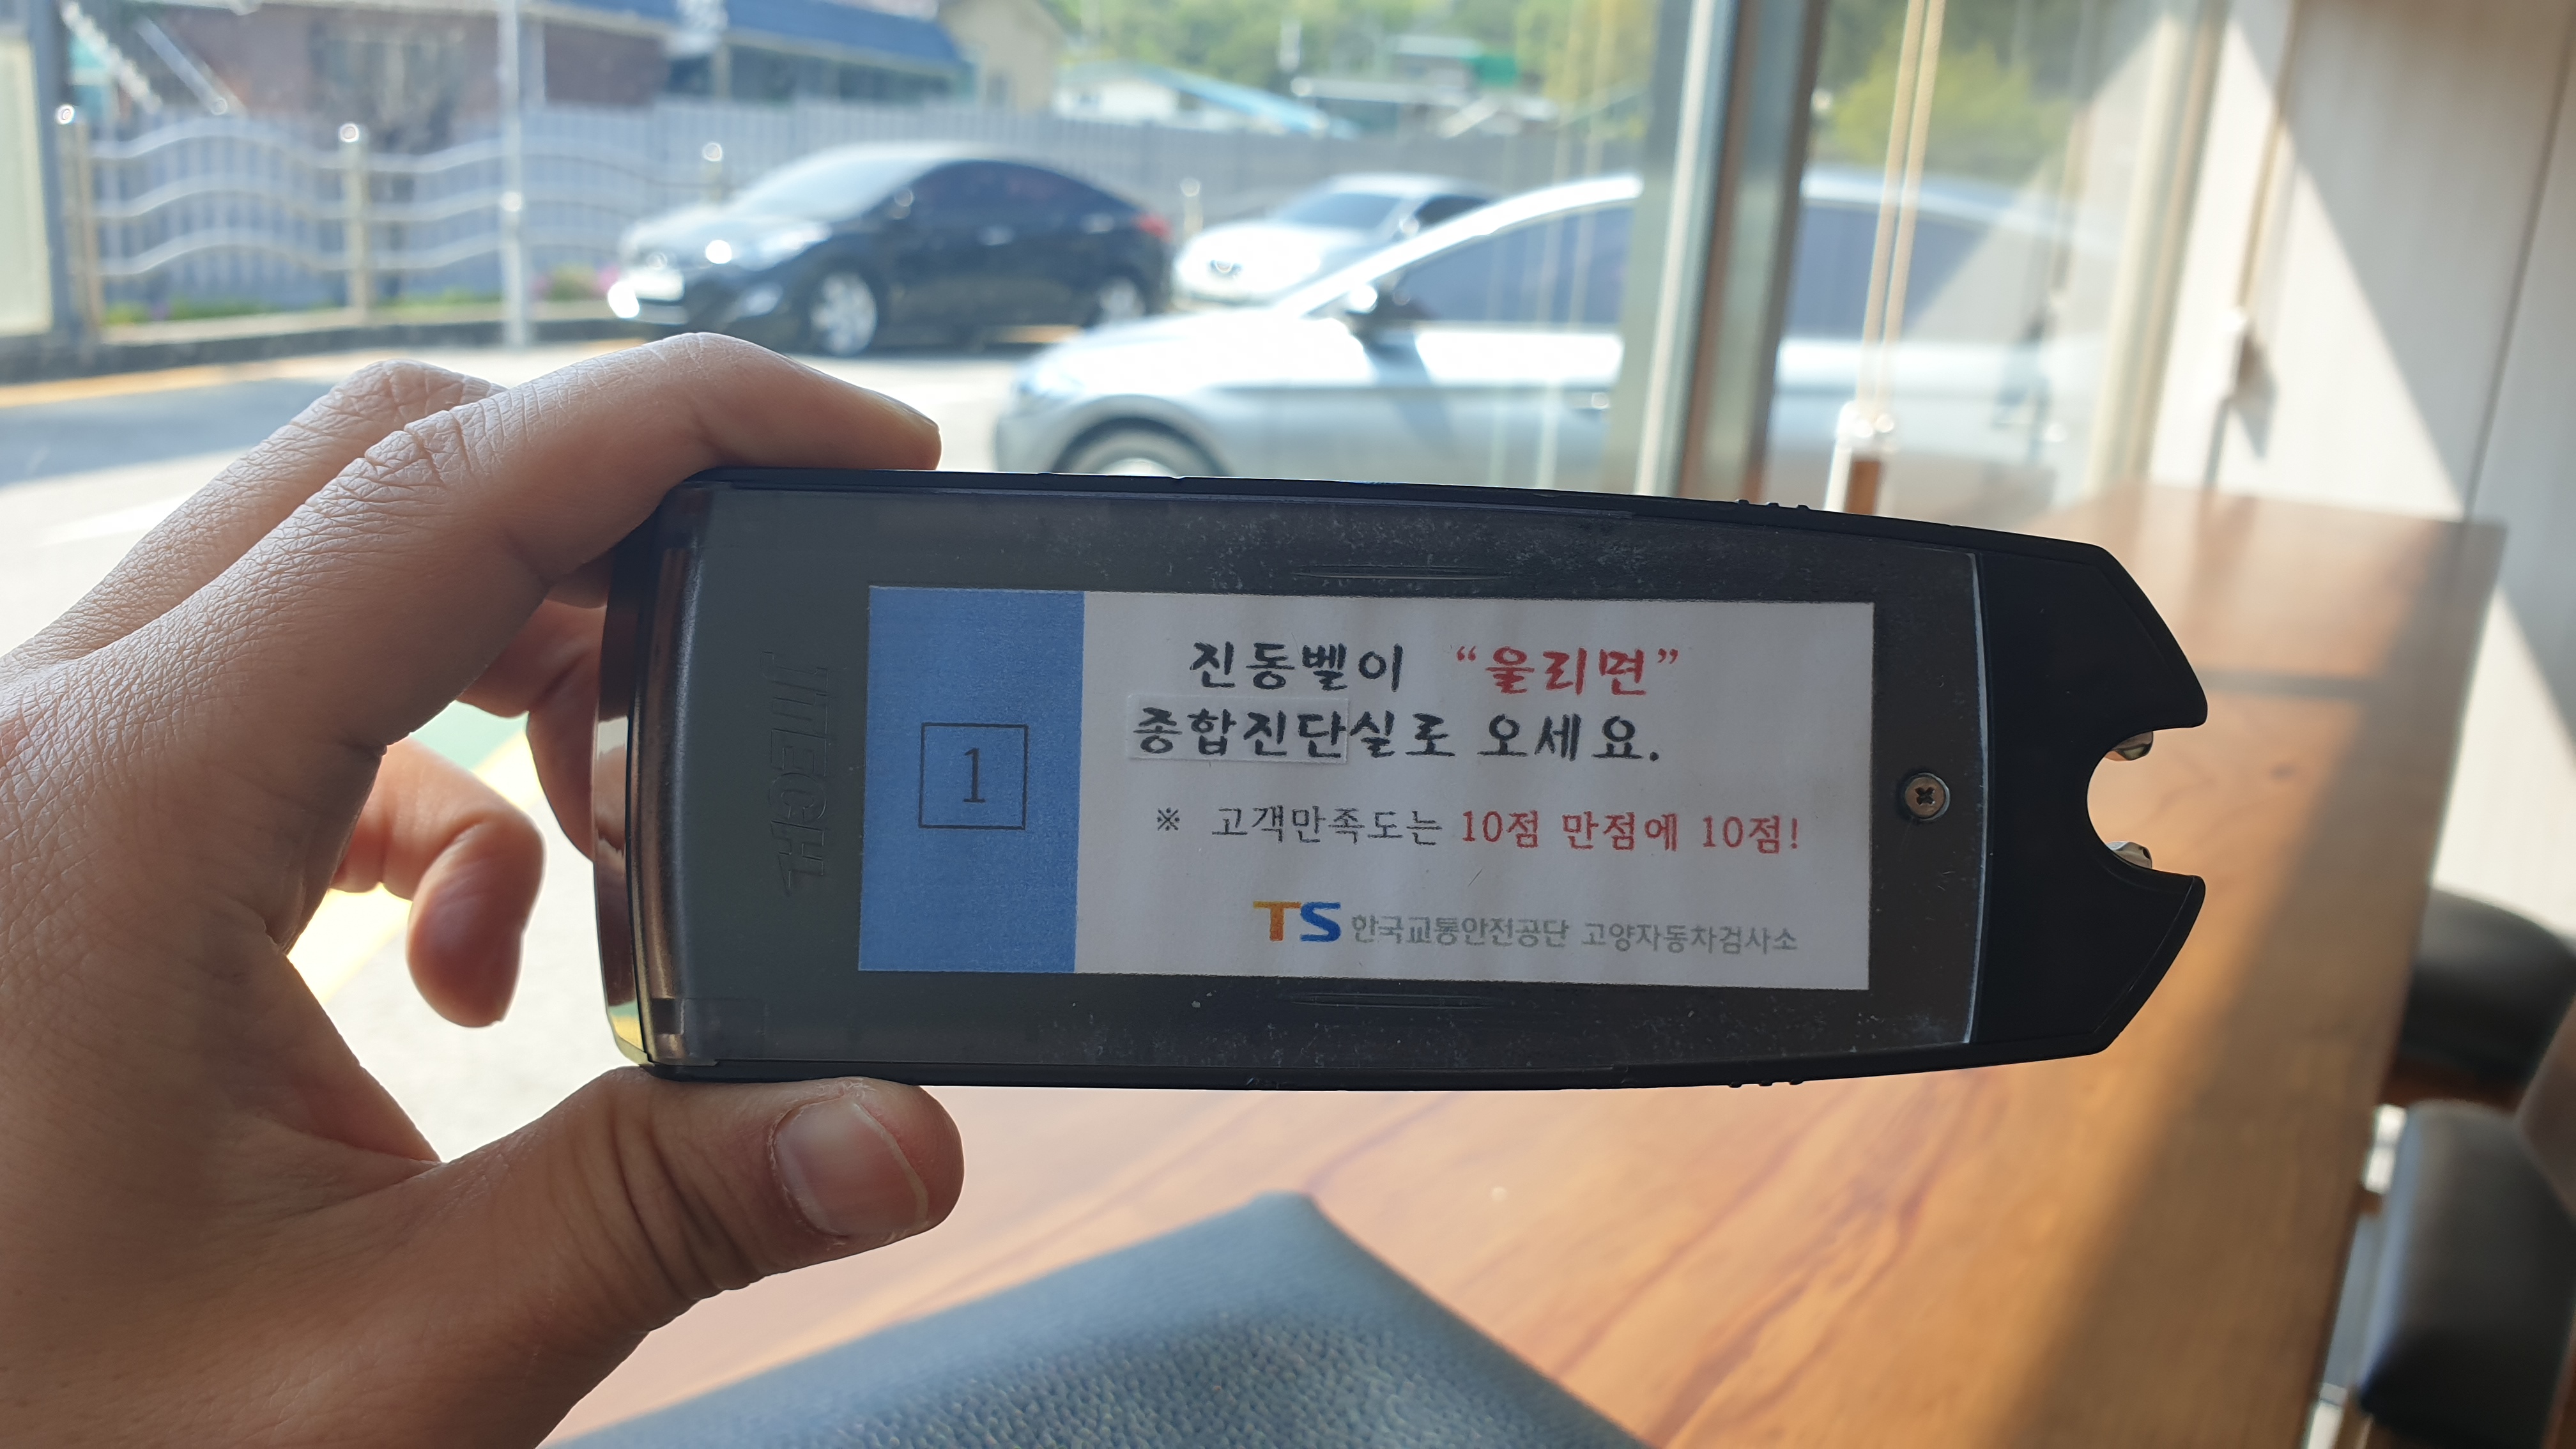 JTECH
1
진동벨이 “울리면”
종합진단실로 오세요.
※ 고객만족도는 10점 만점에 10점!
TS 한국교통안전공단 고양자동차검사소